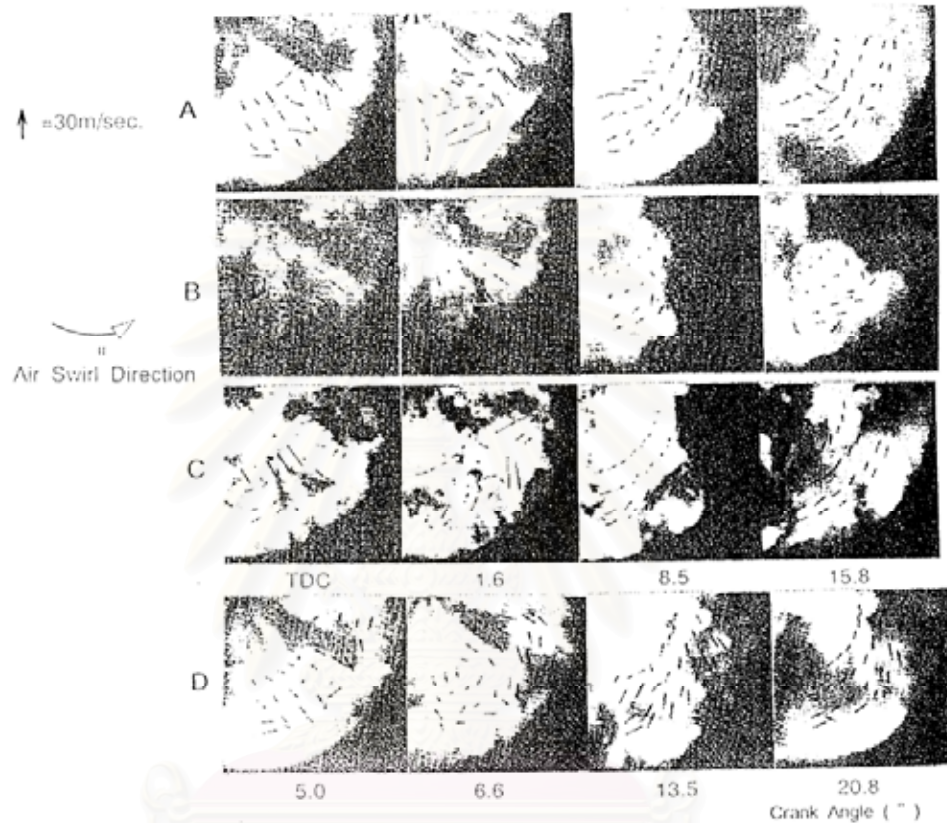 A
=30m/sec.
B
Air Swirl Direction
C
TDC 1.6 8.5 15.8
D
5.0 6.6 13.5 20.8
Crank Angle (°)